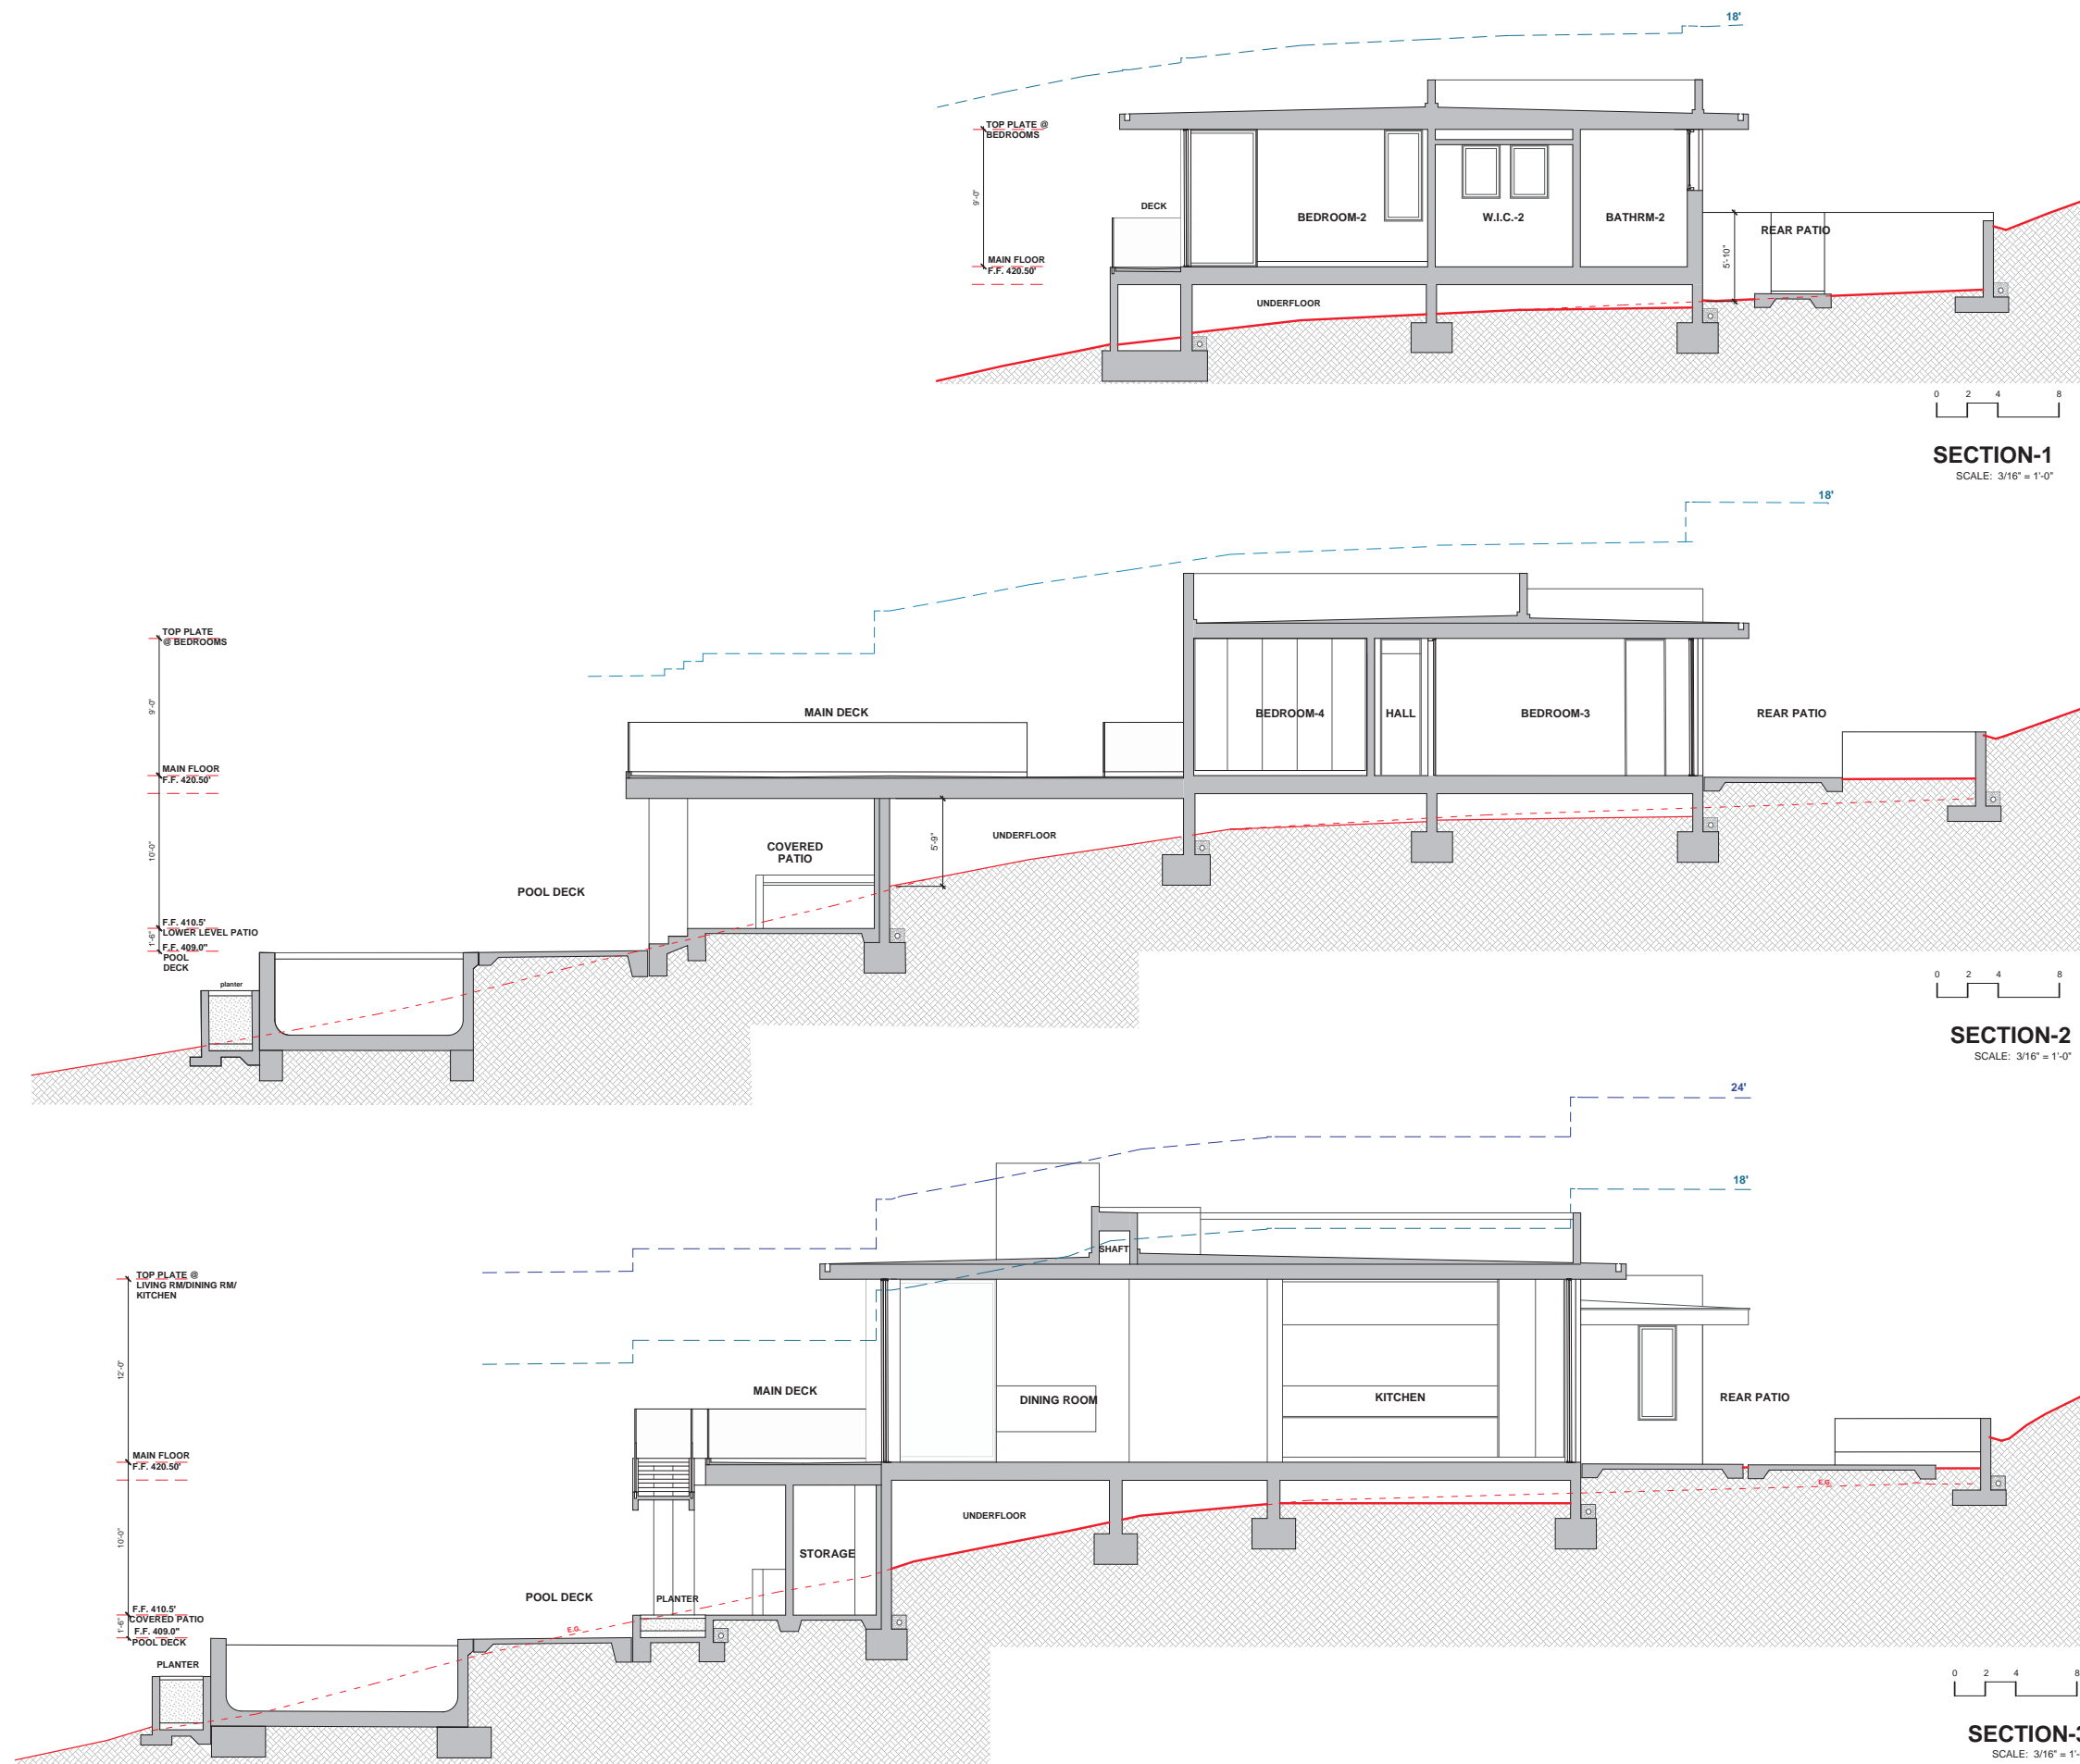 18'
TOP PLATE @
BEDROOMS
9'-0"
DECK
BEDROOM-2
W.I.C.-2
BATHRM-2
REAR PATIO
5'-10"
MAIN FLOOR
F.F. 420.50'
UNDERFLOOR
0 2 4 8
SECTION-1
SCALE: 3/16" = 1'-0"
18'
TOP PLATE
@ BEDROOMS
9'-0"
MAIN DECK
BEDROOM-4
HALL
BEDROOM-3
REAR PATIO
MAIN FLOOR
F.F. 420.50'
10'-0"
COVERED
PATIO
5'-9"
UNDERFLOOR
POOL DECK
F.F. 410.5'
LOWER LEVEL PATIO
1'-6"
F.F. 409.0"
POOL
DECK
planter
0 2 4 8
SECTION-2
SCALE: 3/16" = 1'-0"
24'
18'
SHAFT
TOP PLATE @
LIVING RM/DINING RM/
KITCHEN
12'-0"
MAIN DECK
DINING ROOM
KITCHEN
REAR PATIO
MAIN FLOOR
F.F. 420.50'
E.G.
10'-0"
UNDERFLOOR
STORAGE
POOL DECK
PLANTER
F.F. 410.5'
COVERED PATIO
1'-6"
F.F. 409.0"
POOL DECK
E.G.
PLANTER
0 2 4 8
SECTION-3
SCALE: 3/16" = 1'-